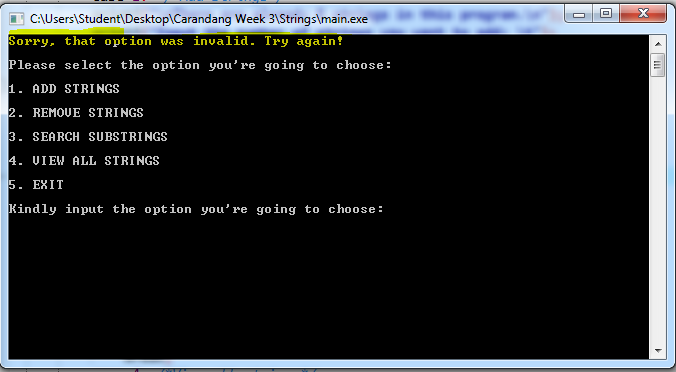 C:\Users\Student\Desktop\Carandang Week 3\Strings\main.exe
Sorry, that option was invalid. Try again!
Please select the option you're going to choose:
1. ADD STRINGS
2. REMOVE STRINGS
3. SEARCH SUBSTRINGS
4. VIEW ALL STRINGS
5. EXIT
Kindly input the option you're going to choose: